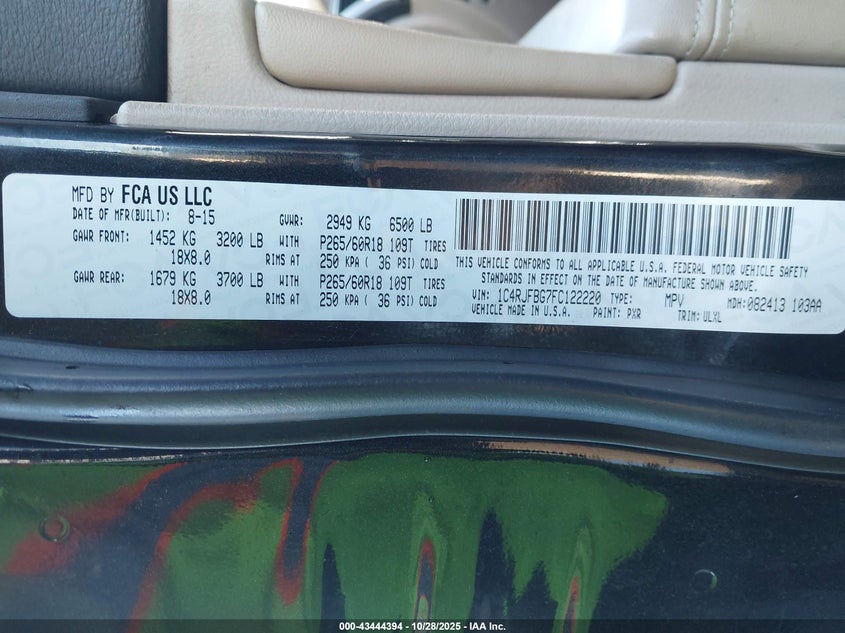 MFD BY FCA US LLC
DATE OF MFR(BUILT): 8-15 GVWR: 2949 KG 6500 LB
GAWR FRONT: 1452 KG 3200 LB WITH P265/60R18 109T TIRES
18X8.0 RIMS AT 250 KPA ( 36 PSI) COLD
GAWR REAR: 1679 KG 3700 LB WITH P265/60R18 109T TIRES
18X8.0 RIMS AT 250 KPA ( 36 PSI) COLD
THIS VEHICLE CONFORMS TO ALL APPLICABLE U.S.A. FEDERAL MOTOR VEHICLE SAFETY
STANDARDS IN EFFECT ON THE DATE OF MANUFACTURE SHOWN ABOVE.
VIN: 1C4RJFBG7FC122220 TYPE: MPV MDH: 082413 103AA
VEHICLE MADE IN U.S.A. PAINT: PXR TRIM: ULXL
000-43444394 | 10/28/2025 - IAA Inc.